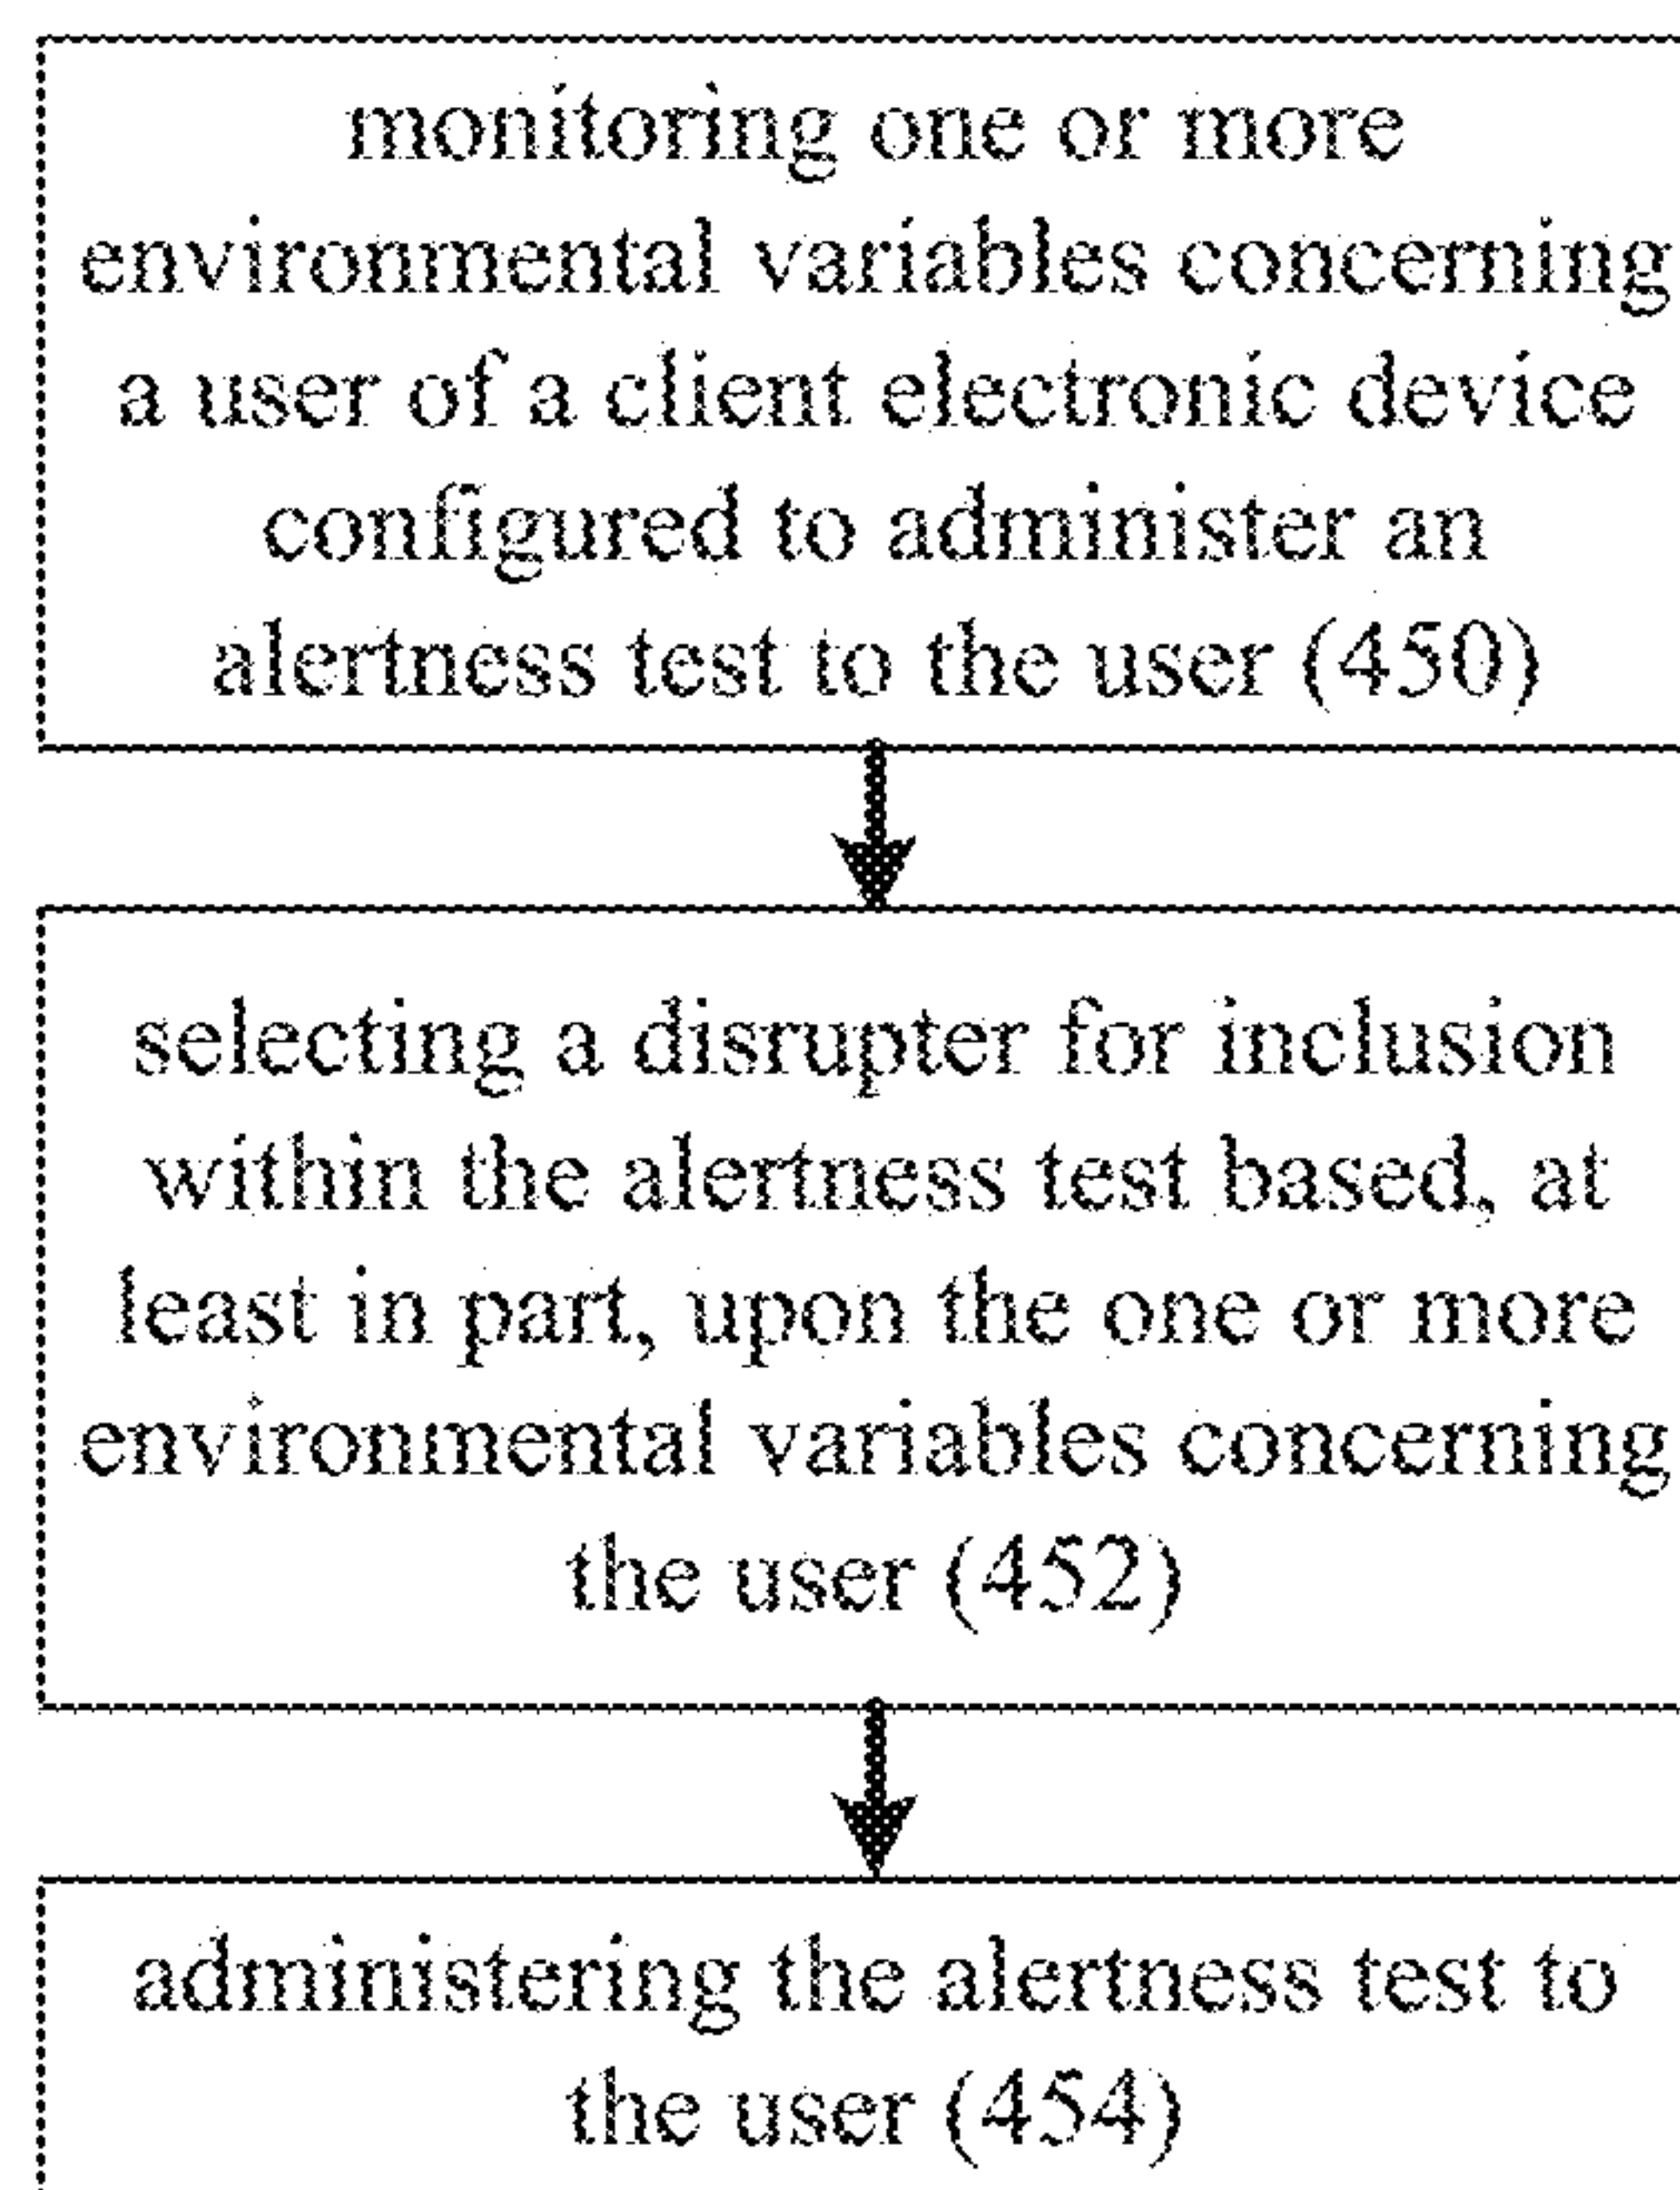 monitoring one or more
environmental variables concerning
a user of a client electronic device
configured to administer an
alertness test to the user (450)
selecting a disrupter for inclusion
within the alertness test based, at
least in part, upon the one or more
environmental variables concerning
the user (452)
administering the alertness test to
the user (454)